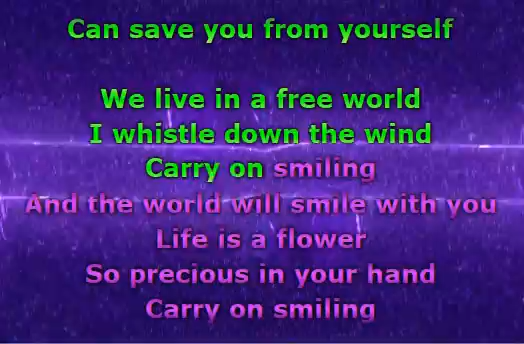 Can save you from yourself
We live in a free world
I whistle down the wind
Carry on smiling
And the world will smile with you
Life is a flower
So precious in your hand
Carry on smiling